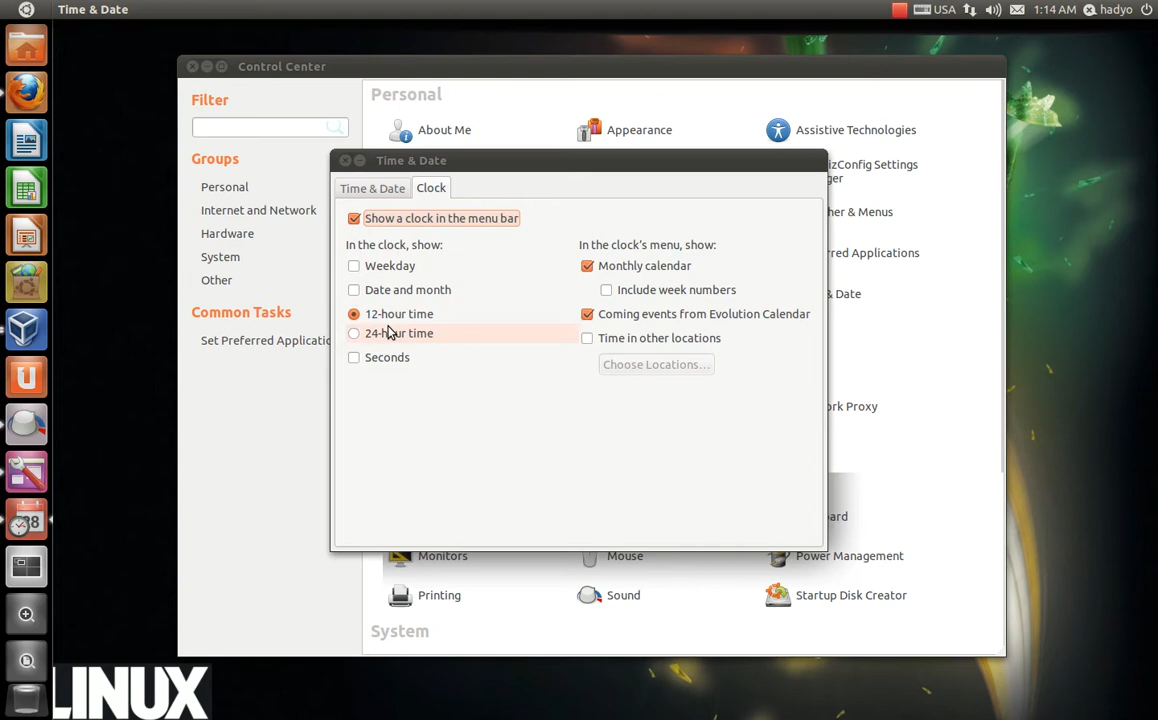 Time & Date
USA
1:14 AM
hadyo
Control Center
Filter
Groups
Personal
Internet and Network
Hardware
System
Other
Common Tasks
Set Preferred Applicatio
Personal
About Me
Appearance
Assistive Technologies
izConfig Settings
ger
her & Menus
rred Applications
& Date
ork Proxy
ard
Monitors
Mouse
Power Management
Printing
Sound
Startup Disk Creator
System
Time & Date
Time & Date
Clock
Show a clock in the menu bar
In the clock, show:
Weekday
Date and month
12-hour time
24-hour time
Seconds
In the clock's menu, show:
Monthly calendar
Include week numbers
Coming events from Evolution Calendar
Time in other locations
Choose Locations...
LINUX